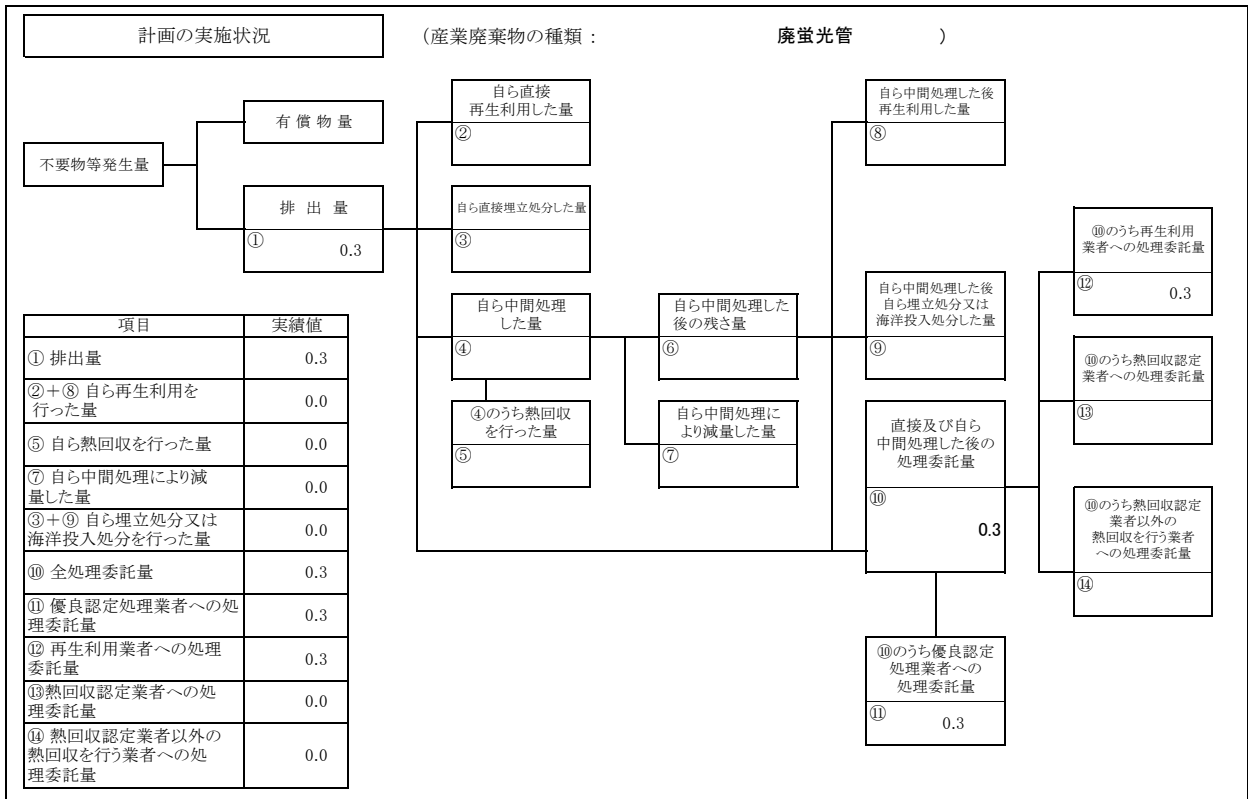 計画の実施状況
（産業廃棄物の種類： 廃蛍光管 ）
不要物等発生量
有償物量
排出量
①
0.3
自ら直接
再生利用した量
②
自ら直接埋立処分した量
③
自ら中間処理
した量
④
④のうち熱回収
を行った量
⑤
自ら中間処理した
後の残さ量
⑥
自ら中間処理に
より減量した量
⑦
自ら中間処理した後
再生利用した量
⑧
自ら中間処理した後
自ら埋立処分又は
海洋投入処分した量
⑨
直接及び自ら
中間処理した後の
処理委託量
⑩
0.3
⑩のうち優良認定
処理業者への
処理委託量
⑪
0.3
⑩のうち再生利用
業者への処理委託量
⑫
0.3
⑩のうち熱回収認定
業者への処理委託量
⑬
⑩のうち熱回収認定
業者以外の
熱回収を行う業者
への処理委託量
⑭
項目 実績値
① 排出量 0.3
②＋⑧ 自ら再生利用を
行った量 0.0
⑤ 自ら熱回収を行った量 0.0
⑦ 自ら中間処理により減
量した量 0.0
③＋⑨ 自ら埋立処分又は
海洋投入処分を行った量 0.0
⑩ 全処理委託量 0.3
⑪ 優良認定処理業者への処
理委託量 0.3
⑫ 再生利用業者への処理
委託量 0.3
⑬熱回収認定業者への処
理委託量 0.0
⑭ 熱回収認定業者以外の
熱回収を行う業者への処
理委託量 0.0